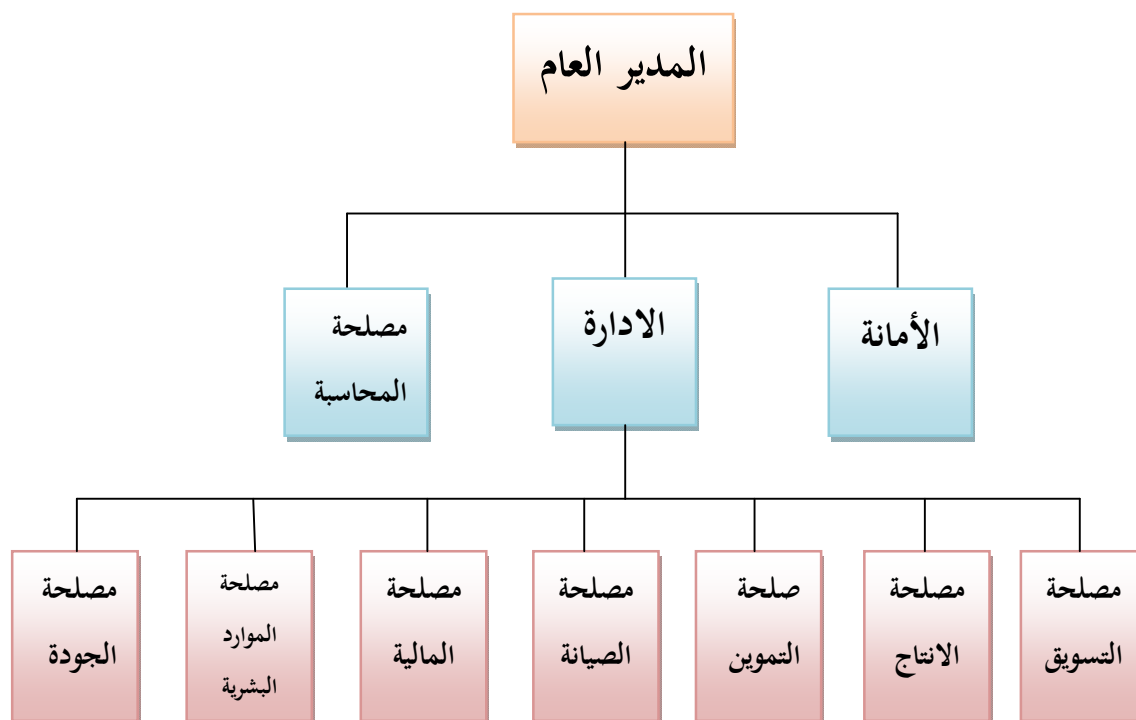 المدير العام
الأمانة
الادارة
مصلحة
المحاسبة
مصلحة
التسويق
مصلحة
الانتاج
صلحة
التموين
مصلحة
الصيانة
مصلحة
المالية
مصلحة
الموارد
البشرية
مصلحة
الجودة